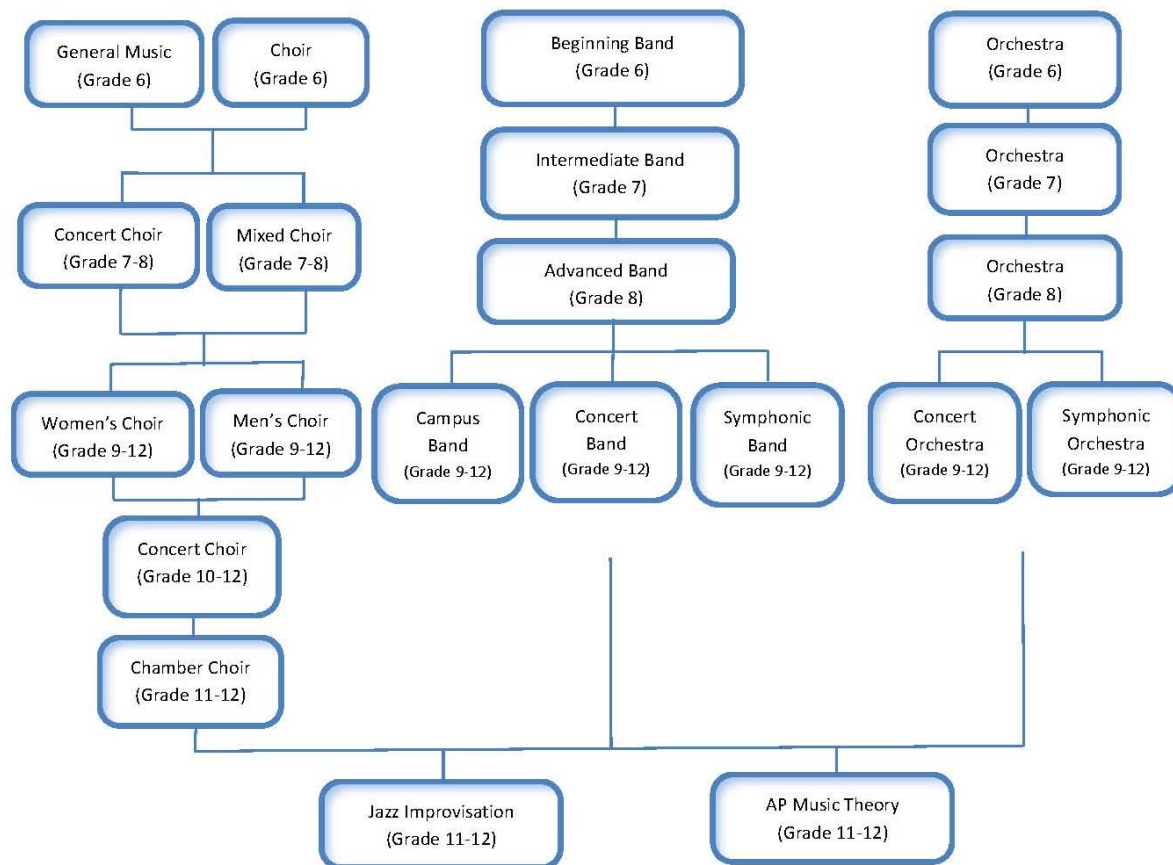 General Music
(Grade 6)
Choir
(Grade 6)
Beginning Band
(Grade 6)
Orchestra
(Grade 6)
Intermediate Band
(Grade 7)
Orchestra
(Grade 7)
Concert Choir
(Grade 7-8)
Mixed Choir
(Grade 7-8)
Advanced Band
(Grade 8)
Orchestra
(Grade 8)
Women’s Choir
(Grade 9-12)
Men’s Choir
(Grade 9-12)
Campus
Band
(Grade 9-12)
Concert
Band
(Grade 9-12)
Symphonic
Band
(Grade 9-12)
Concert
Orchestra
(Grade 9-12)
Symphonic
Orchestra
(Grade 9-12)
Concert Choir
(Grade 10-12)
Chamber Choir
(Grade 11-12)
Jazz Improvisation
(Grade 11-12)
AP Music Theory
(Grade 11-12)